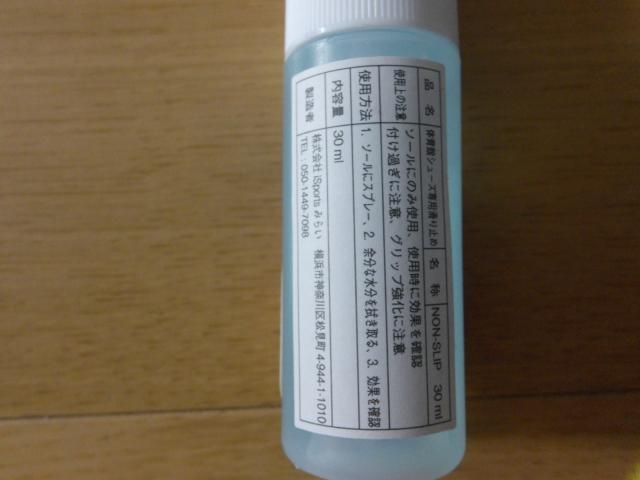 品 名 体育館シューズ専用滑り止め 名 称 NON-SLIP 30 ml
使用上の注意 ソールにのみ使用、使用時に効果を確認
付け過ぎに注意、グリップ強化に注意
使用方法 1. ソールにスプレー、2. 余分な水分を拭き取る、3. 効果を確認
内容量 30 ml
製造者 株式会社 iSports みらい 横浜市神奈川区松見町 4-944-1-1010
TEL : 050-1449-7098